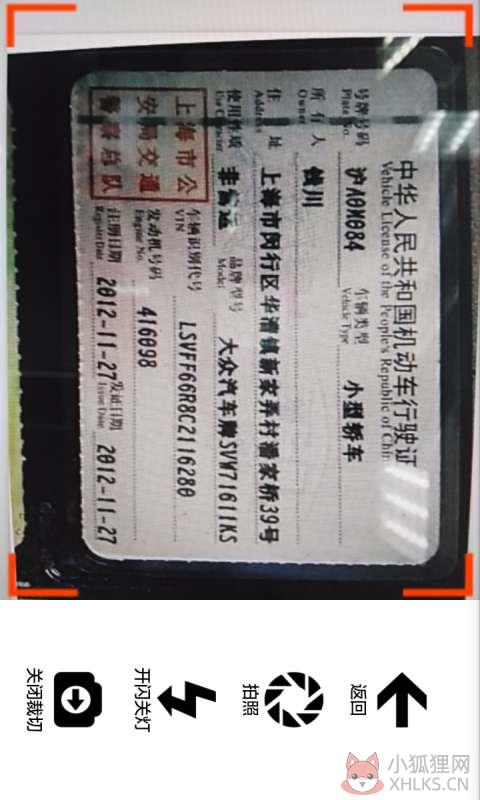 中华人民共和国机动车行驶证
Vehicle License of the People's Republic of Chin
号牌号码 沪A0M084 车辆类型 小型轿车
Plate No. Vehicle Type
所有人 钱川
Owner
住址 上海市闵行区华漕镇新家弄村潘家桥39号
Address
使用性质 非营运 品牌型号 大众汽车牌SVW71611KS
Use Character Model
上海市公
安局交通
警察总队
车辆识别代号 LSVFF66R8C2116280
VIN
发动机号码 416098
Engine No.
注册日期 2012-11-27 发证日期 2012-11-27
Register Date Issue Date
返回
拍照
开闪关灯
关闭裁切
小狐狸网
XHLKS.CN